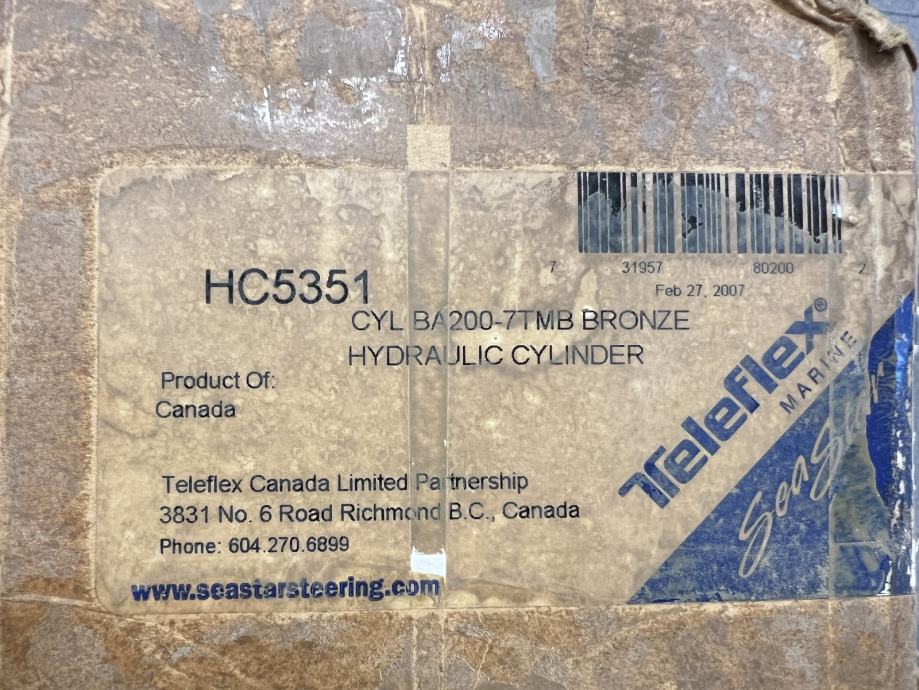 7 31957 80200 2
Feb 27, 2007
HC5351
CYL BA200-7TMB BRONZE
HYDRAULIC CYLINDER
Product Of:
Canada
Teleflex®
MARINE
Teleflex Canada Limited Partnership
3831 No. 6 Road Richmond B.C., Canada
Phone: 604.270.6899
www.seastarsteering.com